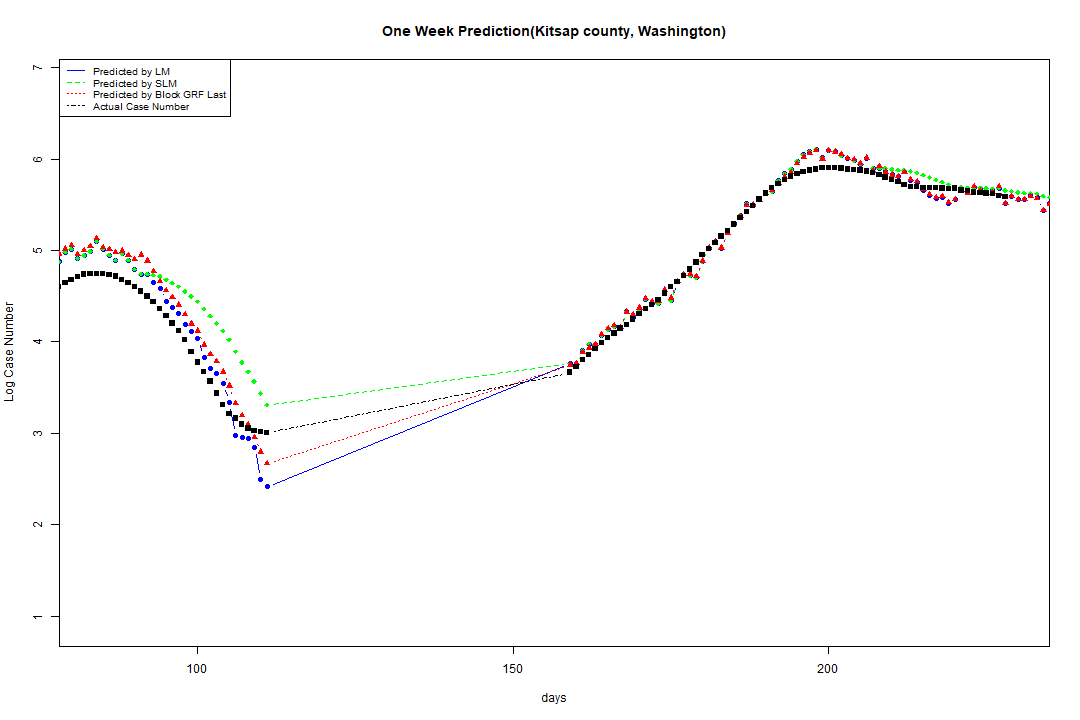 One Week Prediction(Kitsap county, Washington)
Predicted by LM
Predicted by SLM
Predicted by Block GRF Last
Actual Case Number
7
6
5
4
3
2
1
Log Case Number
100
150
200
days